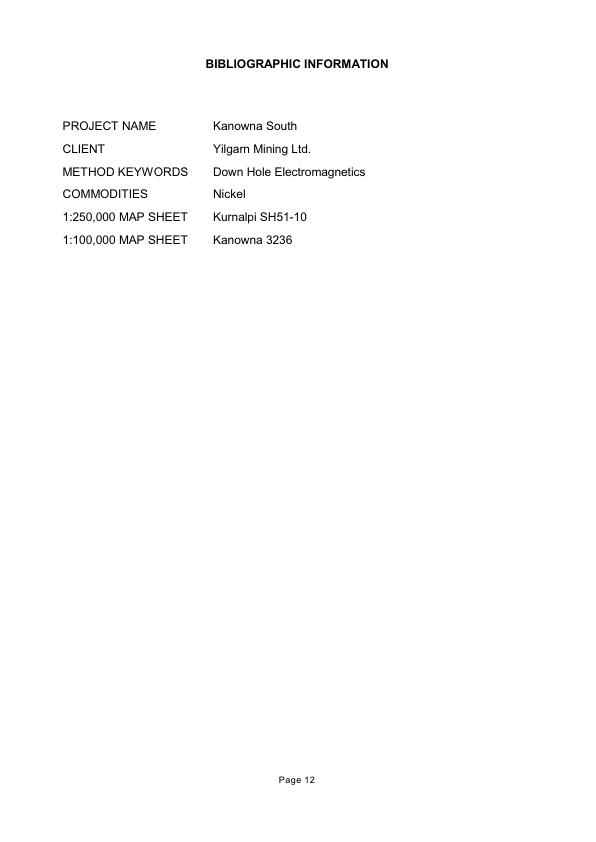 BIBLIOGRAPHIC INFORMATION
PROJECT NAME Kanowna South
CLIENT Yilgarn Mining Ltd.
METHOD KEYWORDS Down Hole Electromagnetics
COMMODITIES Nickel
1:250,000 MAP SHEET Kurnalpi SH51-10
1:100,000 MAP SHEET Kanowna 3236
Page 12